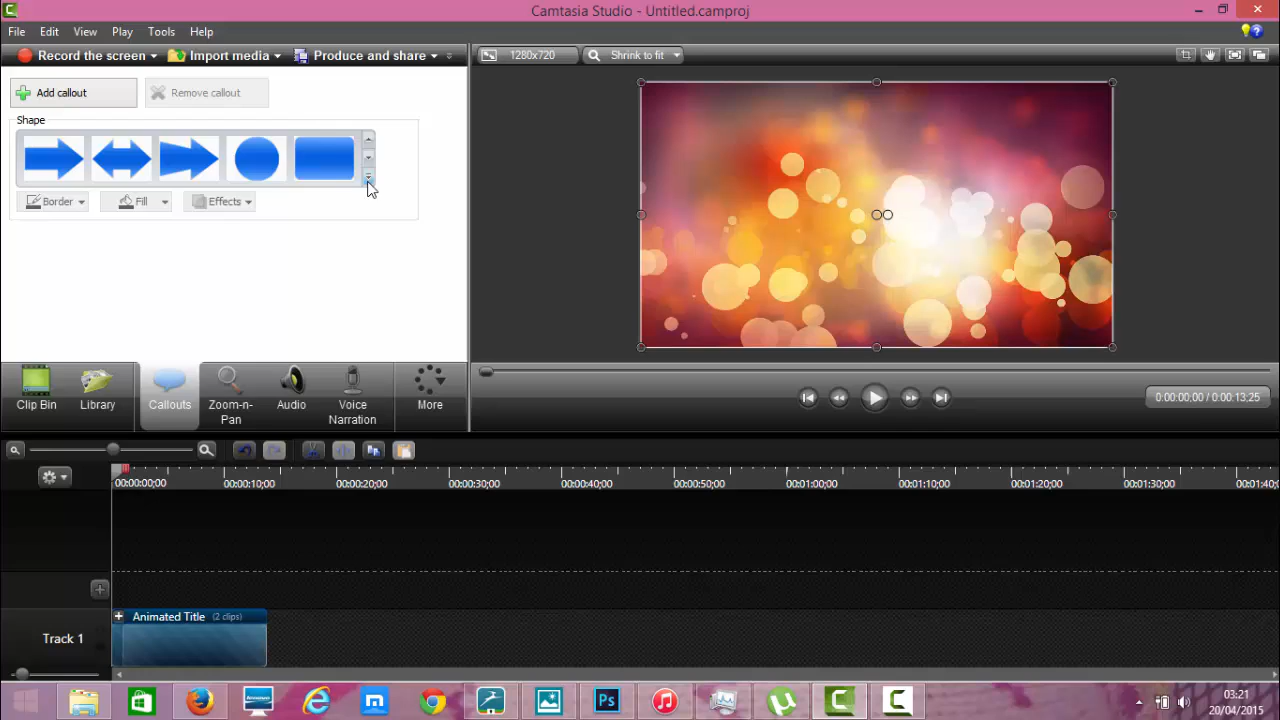 Camtasia Studio - Untitled.camproj
File Edit View Play Tools Help
Record the screen Import media Produce and share
1280x720 Shrink to fit
Add callout Remove callout
Shape
Border Fill Effects
Clip Bin Library Callouts Zoom-n-Pan Audio Voice Narration More
0:00:00;00 / 0:00:13;25
00:00:00;00 00:00:10;00 00:00:20;00 00:00:30;00 00:00:40;00 00:00:50;00 00:01:00;00 00:01:10;00 00:01:20;00 00:01:30;00 00:01:40;
Animated Title (2 clips)
Track 1
Ps
03:21
20/04/2015